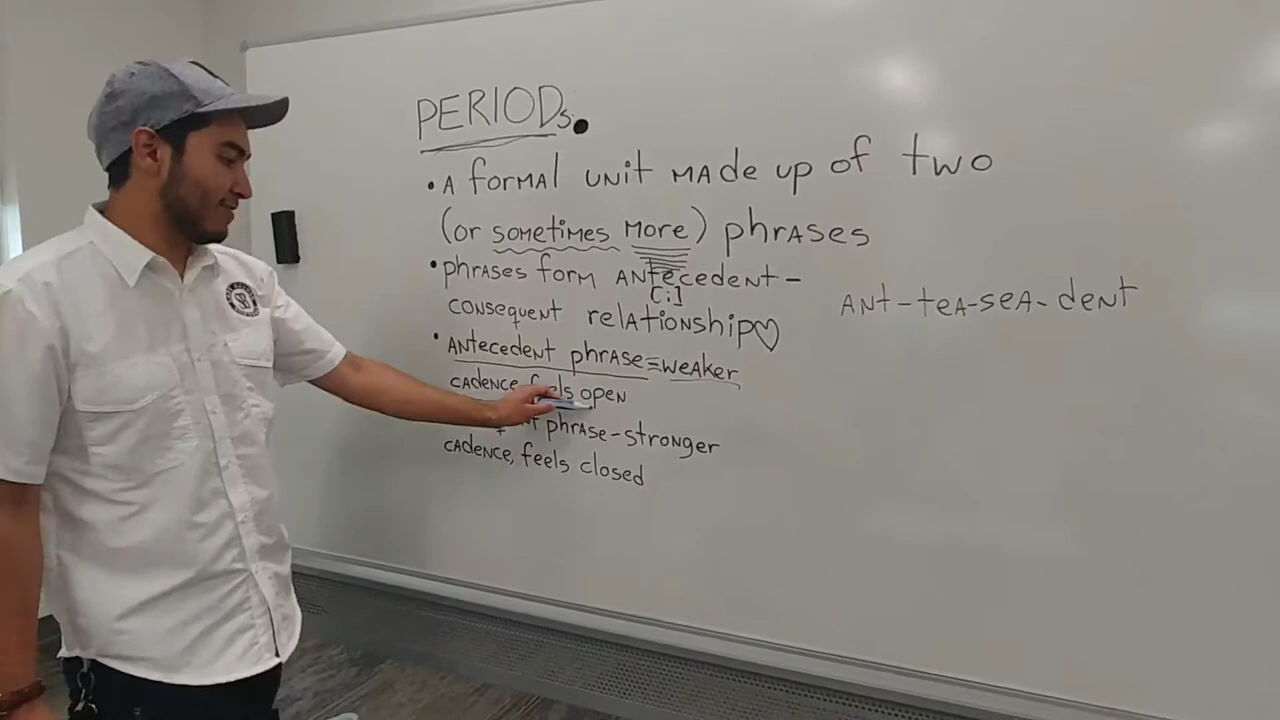 PERIODs.
• A formal unit made up of two
(or sometimes more) phrases
• phrases form antecedent-
[i:]
consequent relationship♡
ANt-teA-seA-dent
• Antecedent phrase = weaker
cadence, feels open
phrase - stronger
cadence, feels closed